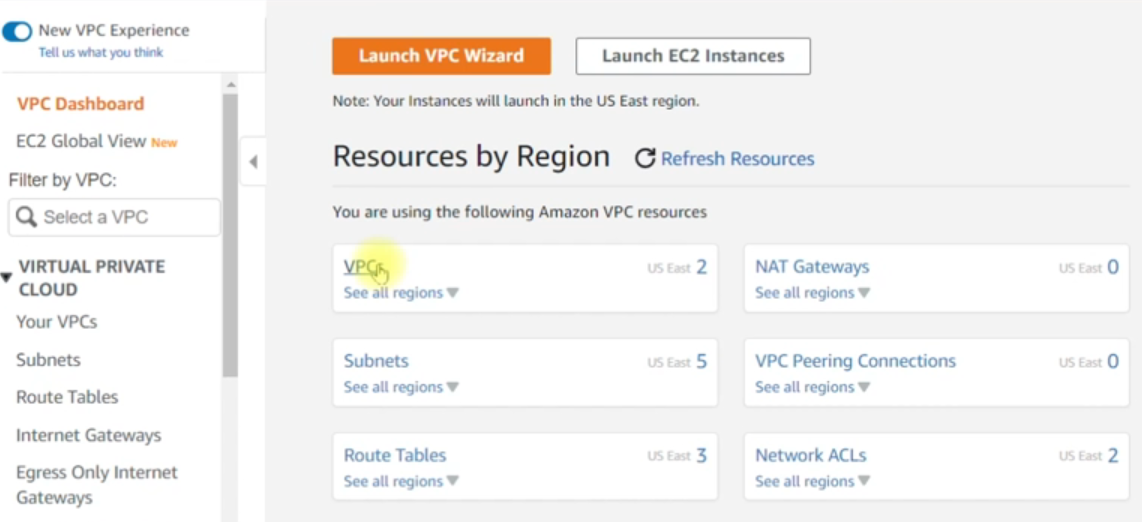 New VPC Experience
Tell us what you think
VPC Dashboard
EC2 Global View New
Filter by VPC:
Select a VPC
VIRTUAL PRIVATE
CLOUD
Your VPCs
Subnets
Route Tables
Internet Gateways
Egress Only Internet
Gateways
Launch VPC Wizard
Launch EC2 Instances
Note: Your Instances will launch in the US East region.
Resources by Region
Refresh Resources
You are using the following Amazon VPC resources
VPCs
US East 2
See all regions
NAT Gateways
US East 0
See all regions
Subnets
US East 5
See all regions
VPC Peering Connections
US East 0
See all regions
Route Tables
US East 3
See all regions
Network ACLs
US East 2
See all regions